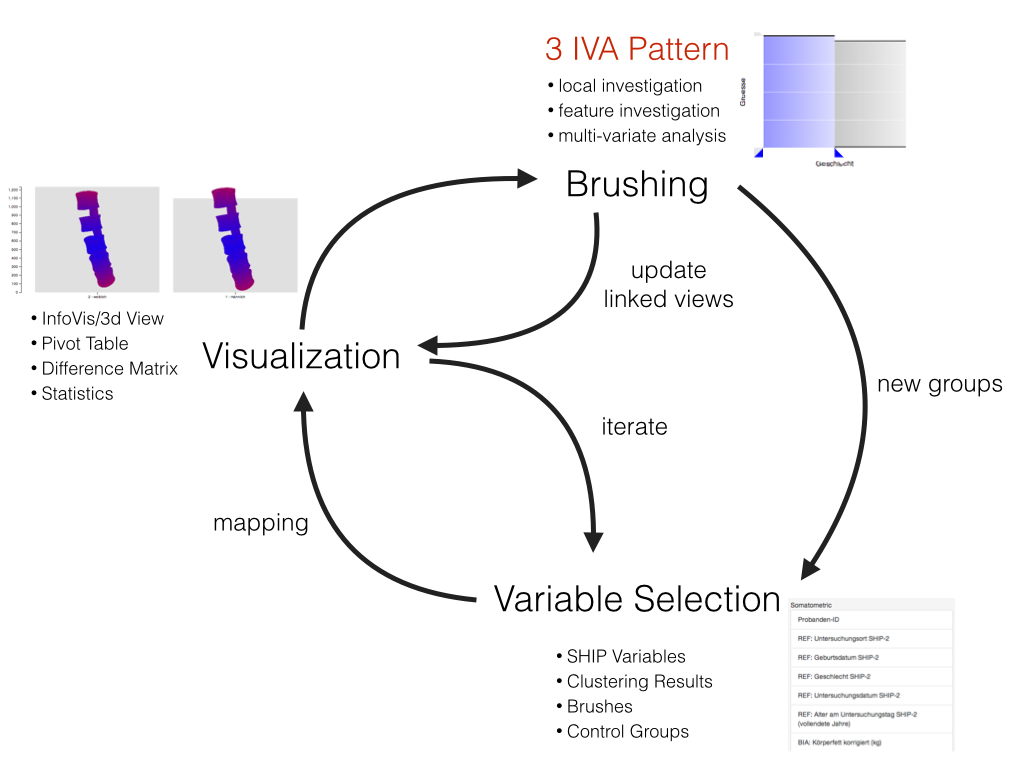 3 IVA Pattern
• local investigation
• feature investigation
• multi-variate analysis
Groesse
Geschlecht
Brushing
update
linked views
1,200
1,100
1,000
900
800
700
600
500
400
300
200
100
0
• InfoVis/3d View
• Pivot Table
• Difference Matrix
• Statistics
Visualization
new groups
iterate
mapping
Variable Selection
• SHIP Variables
• Clustering Results
• Brushes
• Control Groups
Somatometric
Probanden-ID
REF: Untersuchungsort SHIP-2
REF: Geburtsdatum SHIP-2
REF: Geschlecht SHIP-2
REF: Untersuchungsdatum SHIP-2
REF: Alter am Untersuchungstag SHIP-2
(vollendete Jahre)
BIA: Körperfett korrigiert (kg)